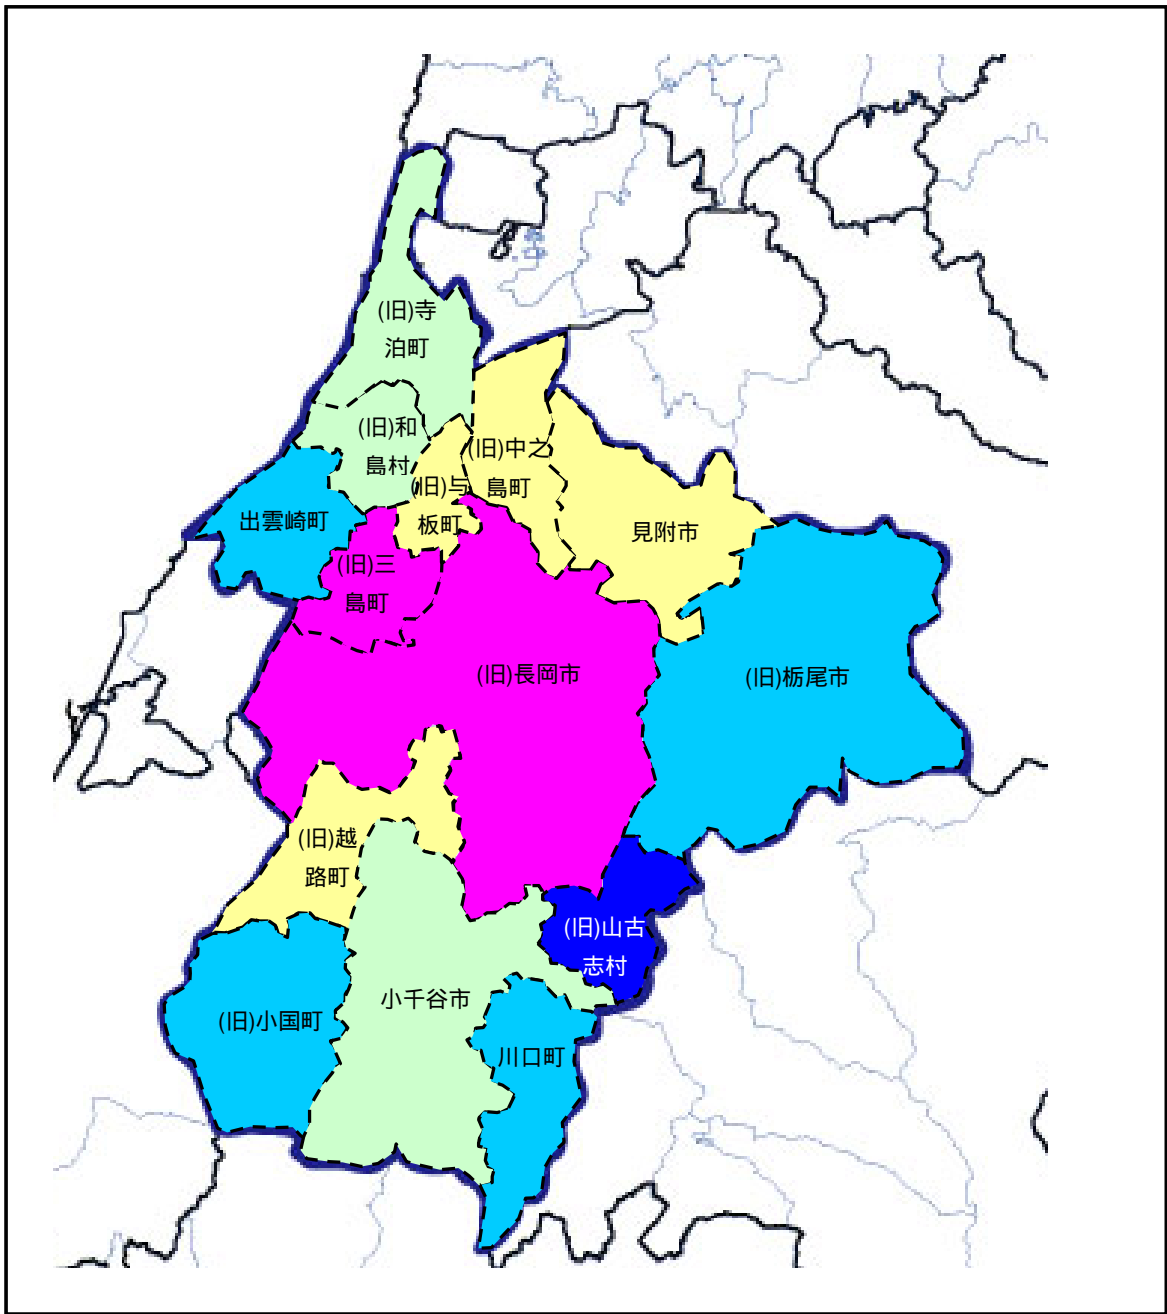 (旧)寺
泊町
(旧)和
島村
(旧)中之
島町
(旧)与
板町
出雲崎町
見附市
(旧)三
島町
(旧)長岡市
(旧)栃尾市
(旧)越
路町
(旧)山古
志村
小千谷市
(旧)小国町
川口町